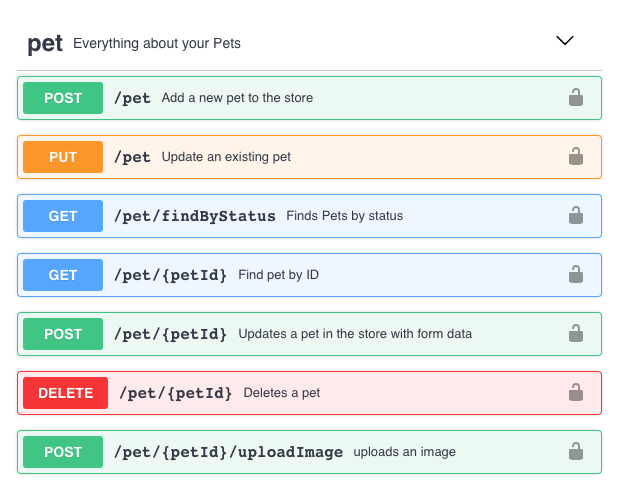 pet Everything about your Pets
POST /pet Add a new pet to the store
PUT /pet Update an existing pet
GET /pet/findByStatus Finds Pets by status
GET /pet/{petId} Find pet by ID
POST /pet/{petId} Updates a pet in the store with form data
DELETE /pet/{petId} Deletes a pet
POST /pet/{petId}/uploadImage uploads an image